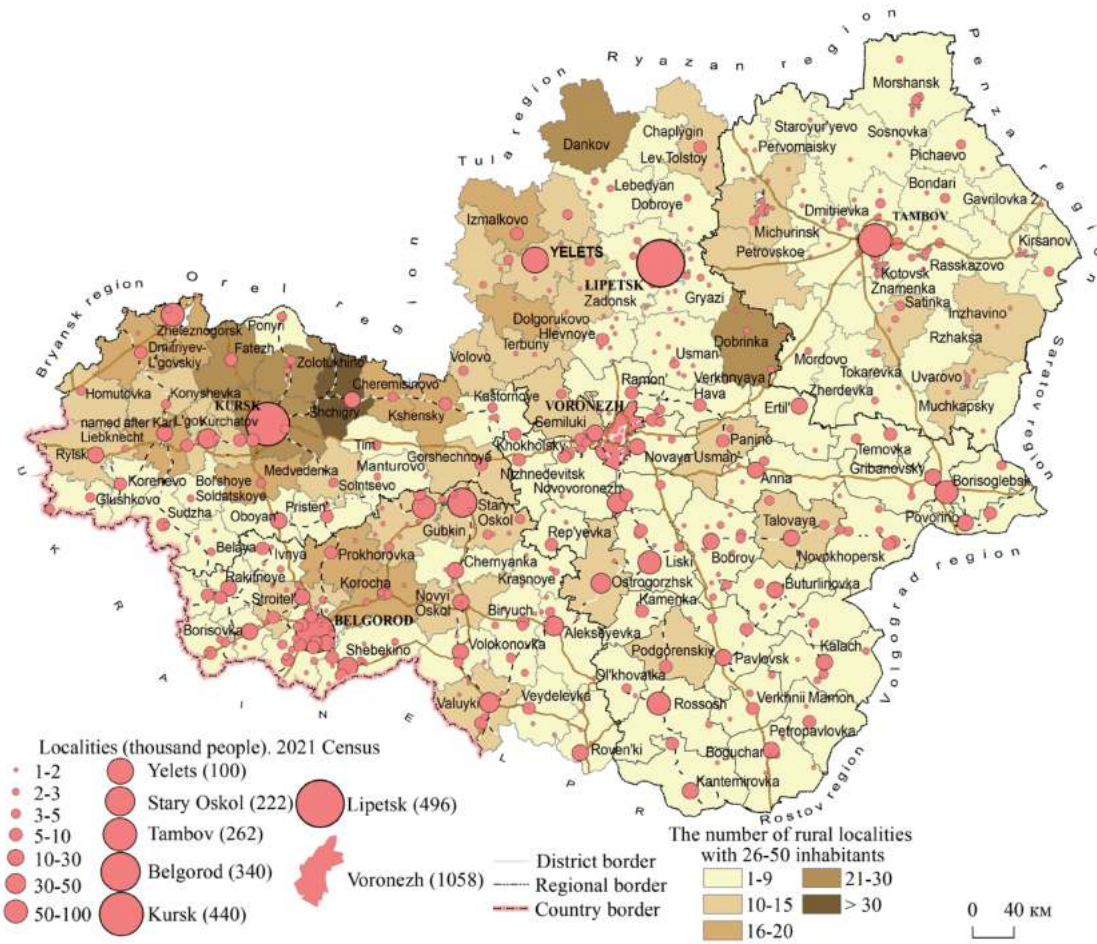 Ryazan region
Penza region
Tula region
Orel region
Bryansk region
Saratov region
Volgograd region
Rostov region
UKRAINE
LPR
Morshansk
Staroyur'yevo
Sosnovka
Pervomaisky
Pichaevo
Chaplygin
Dankov
Lev Tolstoy
Lebedyan
Dobroye
Bondari
Gavrilovka 2
Dmitrievka
TAMBOV
Izmalkovo
Michurinsk
Kirsanov
Petrovskoe
YELETS
Rasskazovo
Kotovsk
LIPETSK
Znamenka
Zadonsk
Gryazi
Satinka
Inzhavino
Dolgorukovo
Hlevnoye
Ponyri
Zheleznogorsk
Terbuny
Dobrinka
Rzhaksa
Dmitriyev-
L'govskiy
Fatezh
Zolotukhino
Volovo
Usman'
Mordovo
Tokarevka
Uvarovo
Verkhnyaya
Hava
Zherdevka
Homutovka
Konyshevka
Cheremisinovo
Ramon'
Muchkapsky
KURSK
Shchigry
Kshensky
Kastornoye
VORONEZH
Ertil'
named after Karl
Liebknecht
L'gov
Kurchatov
Semiluki
Tim
Khokholsky
Panino
Rylsk
Gorshechnoye
Novaya Usman'
Ternovka
Medvedenka
Manturovo
Nizhnedevitsk
Gribanovsky
Anna
Korenevo
Bol'shoye
Soldatskoye
Solntsevo
Novovoronezh
Borisoglebsk
Glushkovo
Stary
Oskol
Sudzha
Oboyan'
Pristen'
Talovaya
Povorino
Gubkin
Rep'yevka
Belaya
Ivnya
Prokhorovka
Bobrov
Novokhopersk
Chernyanka
Liski
Rakitnoye
Krasnoye
Korocha
Ostrogorzhsk
Buturlinovka
Stroitel'
Novyi
Oskol
Kamenka
Biryuch
BELGOROD
Borisovka
Alekseyevka
Kalach
Shebekino
Volokonovka
Podgorenskiy
Pavlovsk
Ol'khovatka
Valuyki
Veydelevka
Verkhnii Mamon
Rossosh
Petropavlovka
Roven'ki
Boguchar
Kantemirovka
Localities (thousand people). 2021 Census
1-2
2-3
3-5
5-10
10-30
30-50
50-100
Yelets (100)
Stary Oskol (222)
Tambov (262)
Belgorod (340)
Kursk (440)
Lipetsk (496)
Voronezh (1058)
District border
Regional border
Country border
The number of rural localities
with 26-50 inhabitants
1-9
10-15
16-20
21-30
> 30
0 40 км